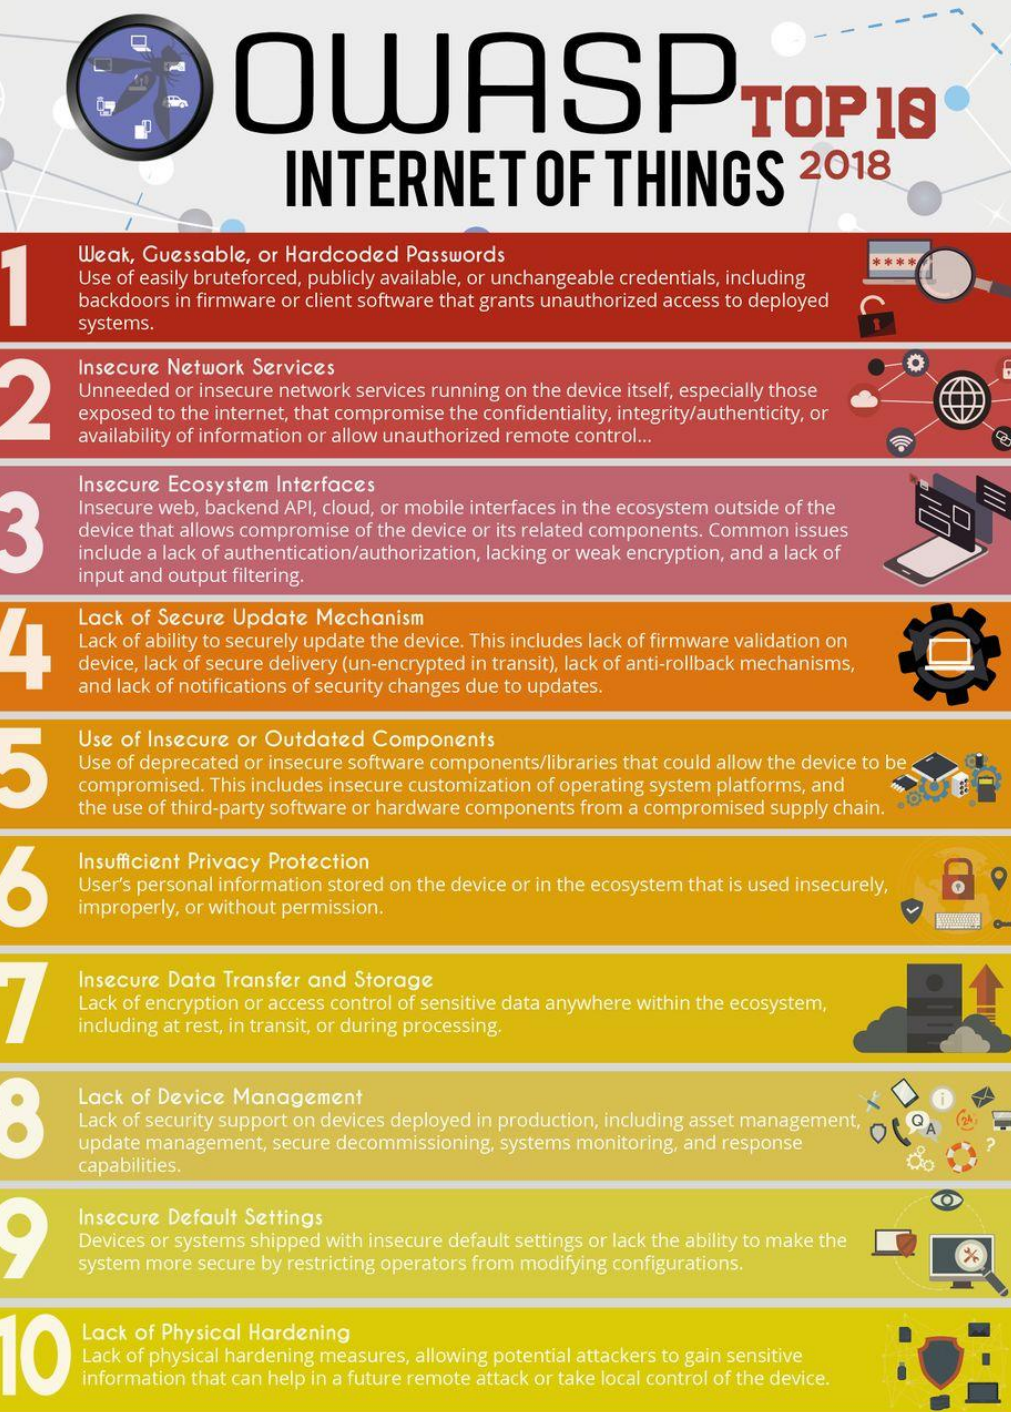 OWASP TOP 10
INTERNET OF THINGS 2018
1
Weak, Guessable, or Hardcoded Passwords
Use of easily bruteforced, publicly available, or unchangeable credentials, including
backdoors in firmware or client software that grants unauthorized access to deployed
systems.
****
2
Insecure Network Services
Unneeded or insecure network services running on the device itself, especially those
exposed to the internet, that compromise the confidentiality, integrity/authenticity, or
availability of information or allow unauthorized remote control...
3
Insecure Ecosystem Interfaces
Insecure web, backend API, cloud, or mobile interfaces in the ecosystem outside of the
device that allows compromise of the device or its related components. Common issues
include a lack of authentication/authorization, lacking or weak encryption, and a lack of
input and output filtering.
4
Lack of Secure Update Mechanism
Lack of ability to securely update the device. This includes lack of firmware validation on
device, lack of secure delivery (un-encrypted in transit), lack of anti-rollback mechanisms,
and lack of notifications of security changes due to updates.
5
Use of Insecure or Outdated Components
Use of deprecated or insecure software components/libraries that could allow the device to be
compromised. This includes insecure customization of operating system platforms, and
the use of third-party software or hardware components from a compromised supply chain.
6
Insufficient Privacy Protection
User's personal information stored on the device or in the ecosystem that is used insecurely,
improperly, or without permission.
7
Insecure Data Transfer and Storage
Lack of encryption or access control of sensitive data anywhere within the ecosystem,
including at rest, in transit, or during processing.
8
Lack of Device Management
Lack of security support on devices deployed in production, including asset management,
update management, secure decommissioning, systems monitoring, and response
capabilities.
i
Q A
24
?
9
Insecure Default Settings
Devices or systems shipped with insecure default settings or lack the ability to make the
system more secure by restricting operators from modifying configurations.
10
Lack of Physical Hardening
Lack of physical hardening measures, allowing potential attackers to gain sensitive
information that can help in a future remote attack or take local control of the device.